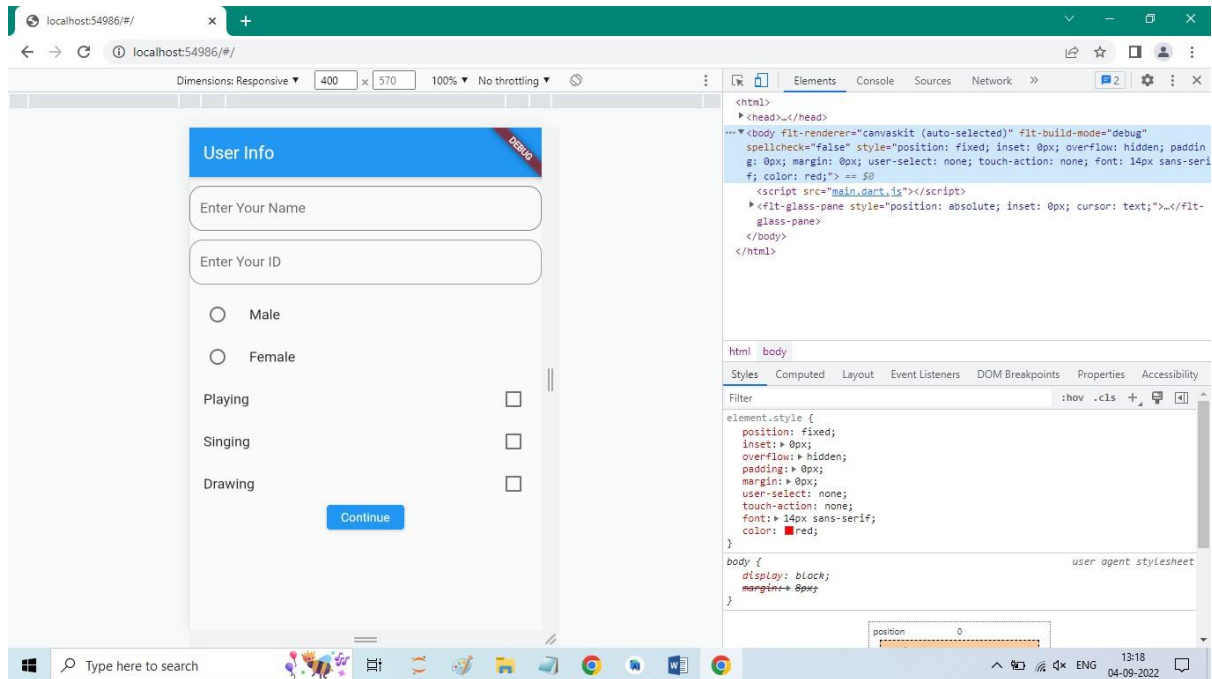 localhost:54986/#/
localhost:54986/#/
Dimensions: Responsive ▼ 400 × 570 100% ▼ No throttling ▼
User Info
DEBUG
Enter Your Name
Enter Your ID
Male
Female
Playing
Singing
Drawing
Continue
Elements Console Sources Network » 2
<html>
▶<head>…</head>
…▼<body flt-renderer="canvaskit (auto-selected)" flt-build-mode="debug"
spellcheck="false" style="position: fixed; inset: 0px; overflow: hidden; paddin
g: 0px; margin: 0px; user-select: none; touch-action: none; font: 14px sans-seri
f; color: red;"> == $0
<script src="main.dart.js"></script>
▶<flt-glass-pane style="position: absolute; inset: 0px; cursor: text;">…</flt-
glass-pane>
</body>
</html>
html body
Styles Computed Layout Event Listeners DOM Breakpoints Properties Accessibility
Filter :hov .cls +
element.style {
position: fixed;
inset:▶ 0px;
overflow:▶ hidden;
padding:▶ 0px;
margin:▶ 0px;
user-select: none;
touch-action: none;
font:▶ 14px sans-serif;
color: red;
}
body { user agent stylesheet
display: block;
margin:▶ 8px;
}
position 0
Type here to search
ENG 13:18
04-09-2022